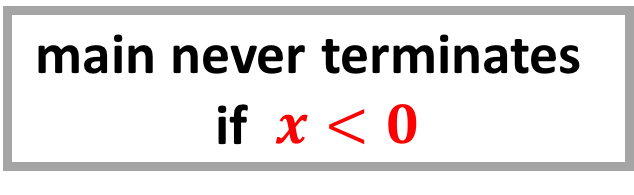 main never terminates
if x < 0